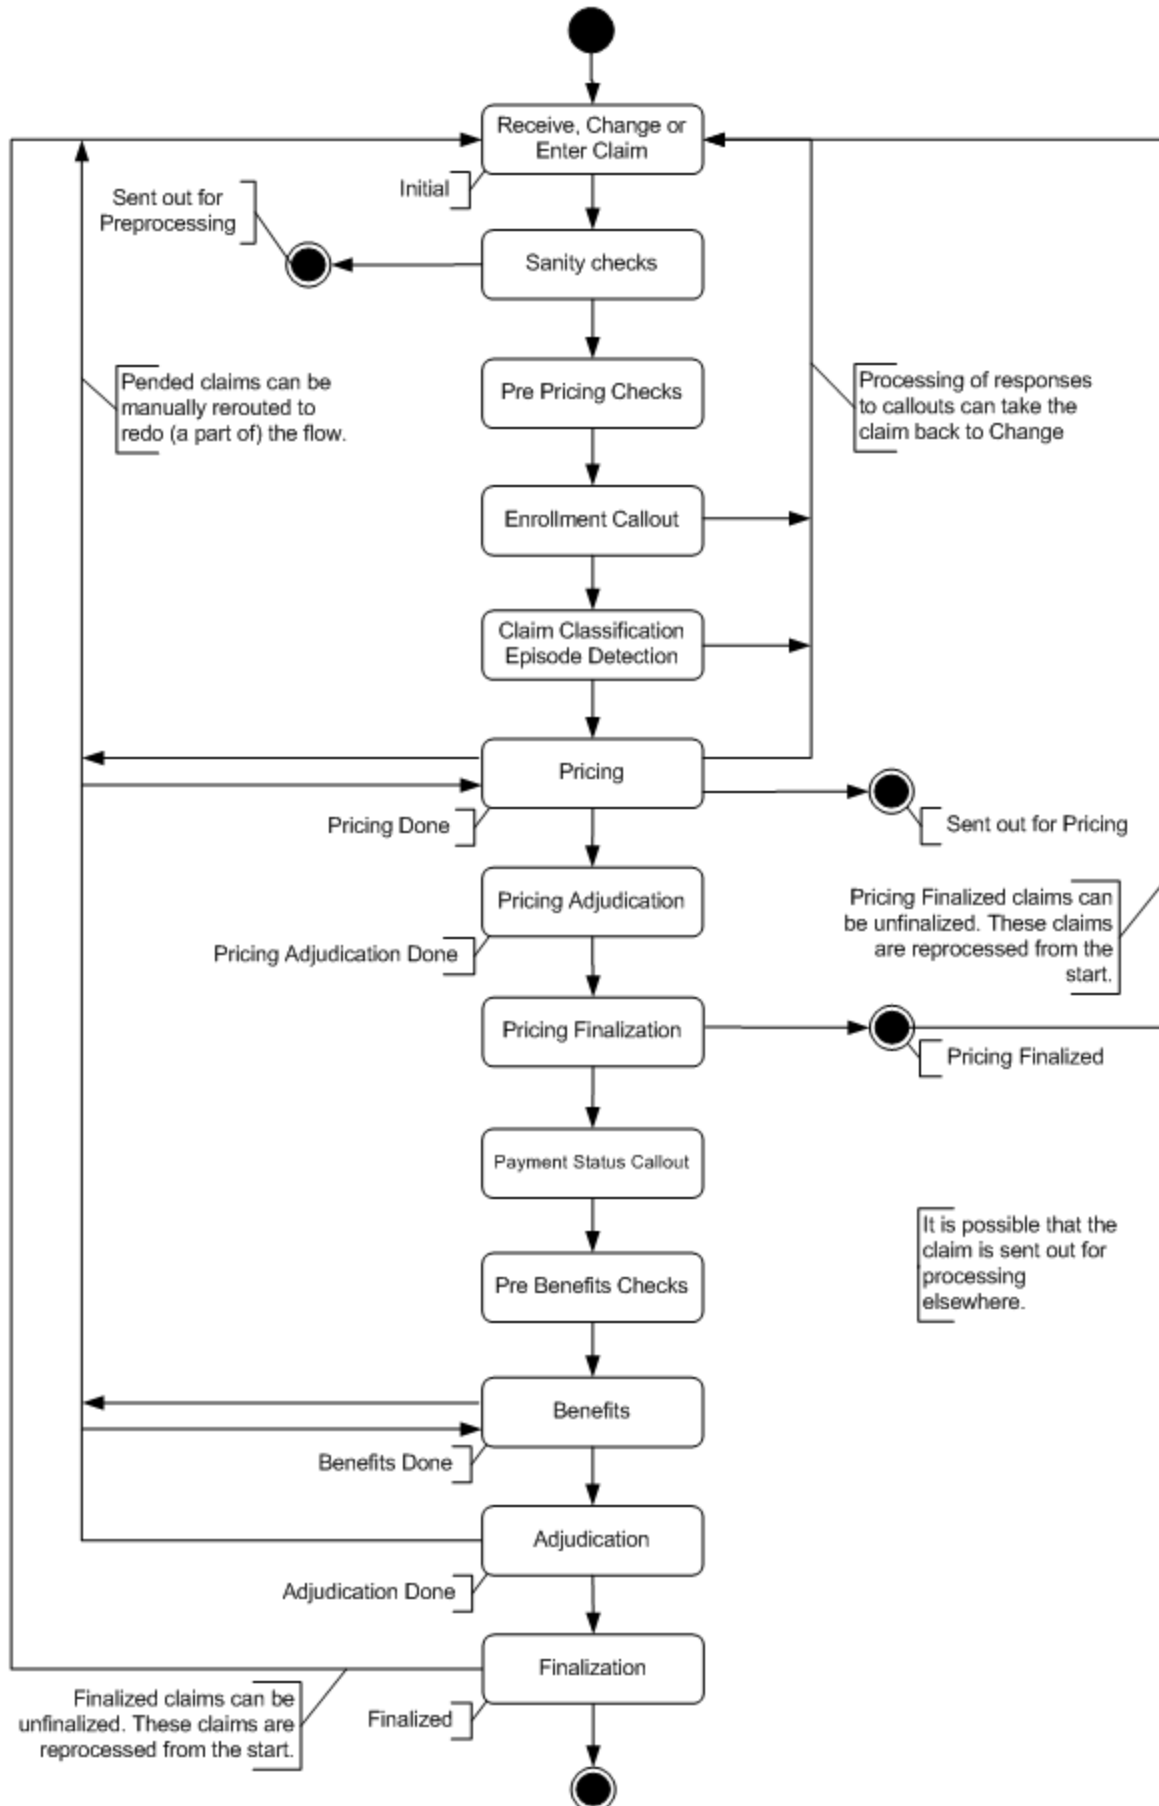 Receive, Change or
Enter Claim
Initial
Sent out for
Preprocessing
Sanity checks
Pended claims can be
manually rerouted to
redo (a part of) the flow.
Pre Pricing Checks
Processing of responses
to callouts can take the
claim back to Change
Enrollment Callout
Claim Classification
Episode Detection
Pricing
Pricing Done
Sent out for Pricing
Pricing Adjudication
Pricing Adjudication Done
Pricing Finalized claims can
be unfinalized. These claims
are reprocessed from the
start.
Pricing Finalization
Pricing Finalized
Payment Status Callout
It is possible that the
claim is sent out for
processing
elsewhere.
Pre Benefits Checks
Benefits
Benefits Done
Adjudication
Adjudication Done
Finalization
Finalized claims can be
unfinalized. These claims are
reprocessed from the start.
Finalized